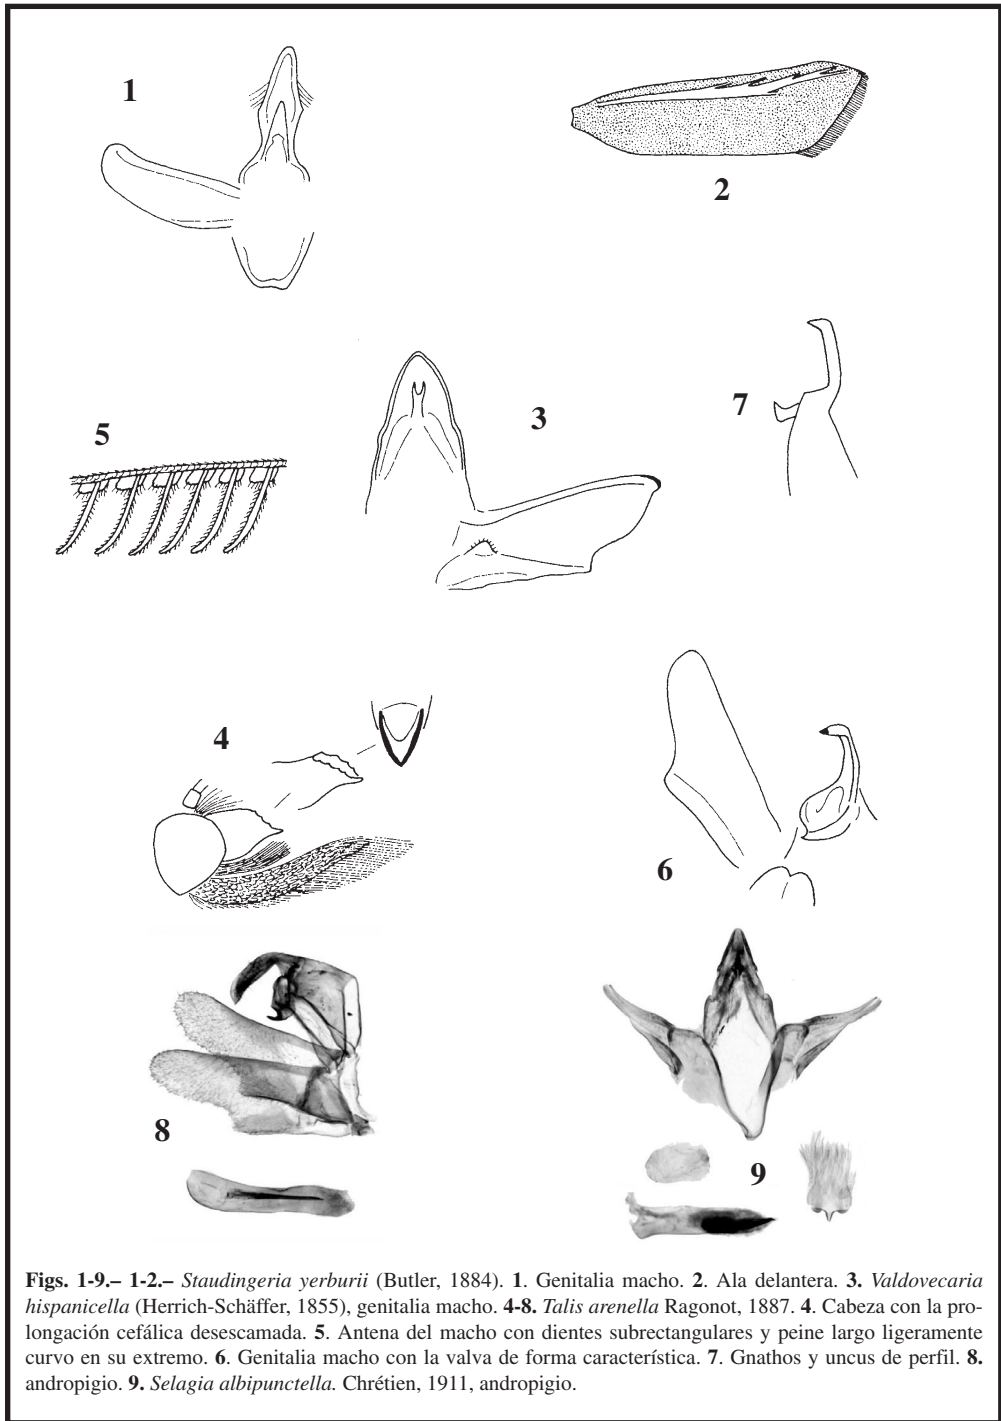 1
2
3
7
5
4
6
8
9
Figs. 1-9.– 1-2.– Staudingeria yerburii (Butler, 1884). 1. Genitalia macho. 2. Ala delantera. 3. Valdovecaria
hispanicella (Herrich-Schäffer, 1855), genitalia macho. 4-8. Talis arenella Ragonot, 1887. 4. Cabeza con la pro-
longación cefálica desescamada. 5. Antena del macho con dientes subrectangulares y peine largo ligeramente
curvo en su extremo. 6. Genitalia macho con la valva de forma característica. 7. Gnathos y uncus de perfil. 8.
andropigio. 9. Selagia albipunctella. Chrétien, 1911, andropigio.